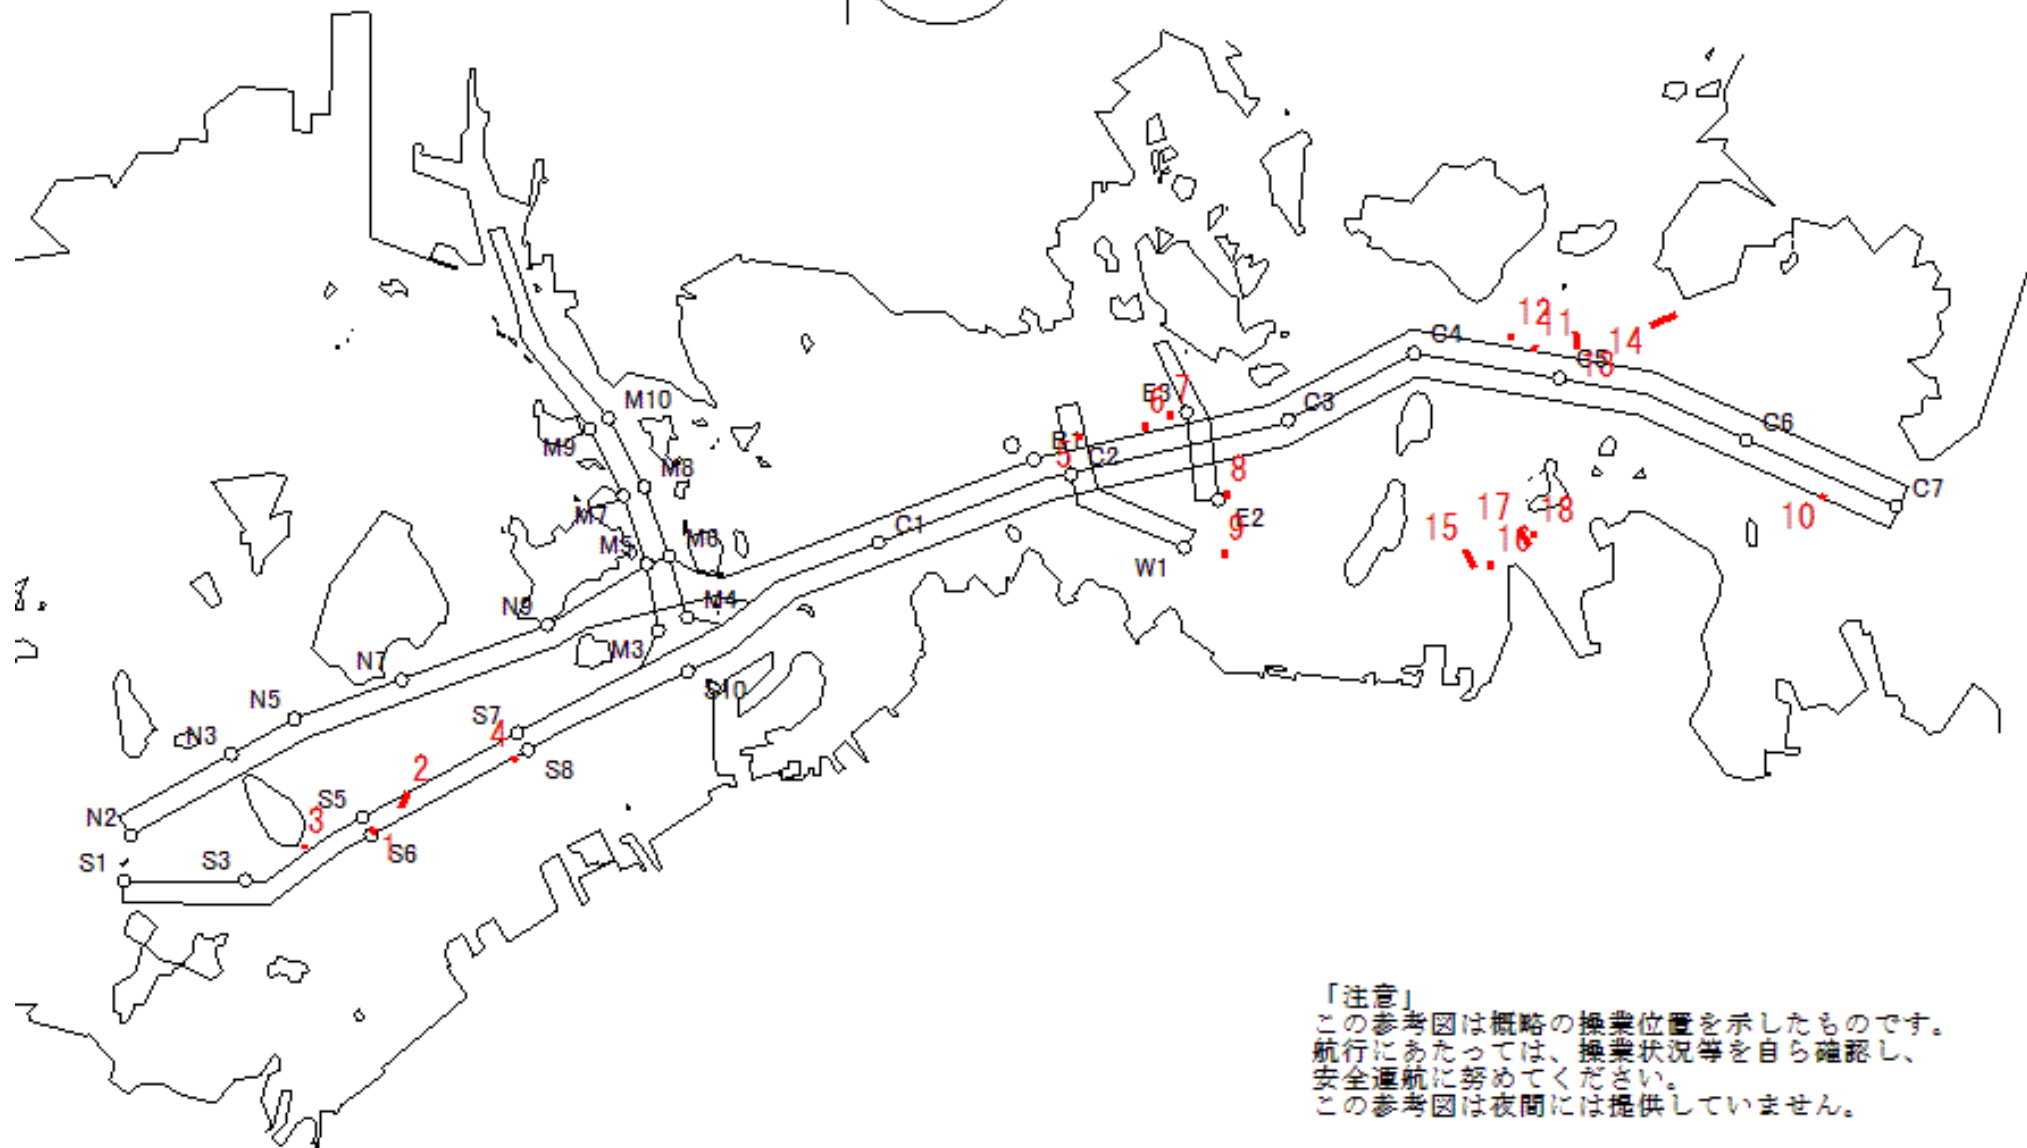 12
11
14
C4
C5
13
M10
E3
7
6
C3
C6
M9
M8
B1
5
C2
8
C7
M7
E2
10
C1
9
M5
M6
17
18
15
16
W1
N9
M4
M3
N7
S10
N5
S7
4
N3
2
S8
S5
3
N2
1
S6
S1
S3
「注意」
この参考図は概略の操業位置を示したものです。
航行にあたっては、操業状況等を自ら確認し、
安全運航に努めてください。
この参考図は夜間には提供していません。